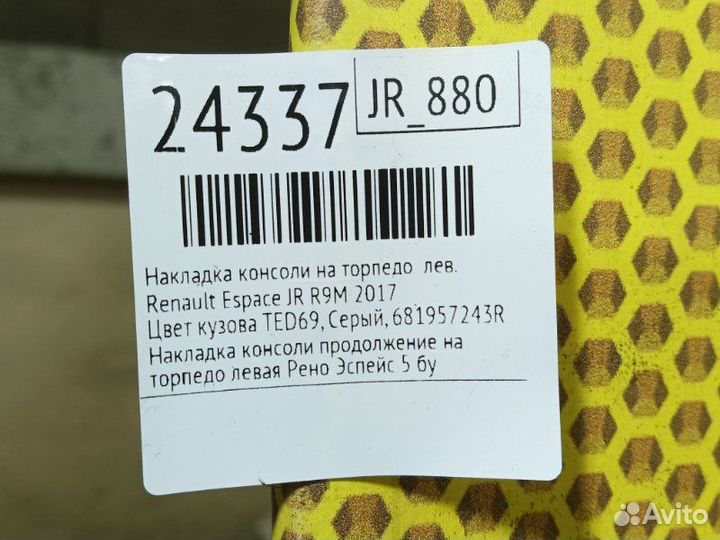 24337
JR_880
Накладка консоли на торпедо лев.
Renault Espace JR R9M 2017
Цвет кузова TED69, Серый, 681957243R
Накладка консоли продолжение на
торпедо левая Рено Эспейс 5 бу
Avito